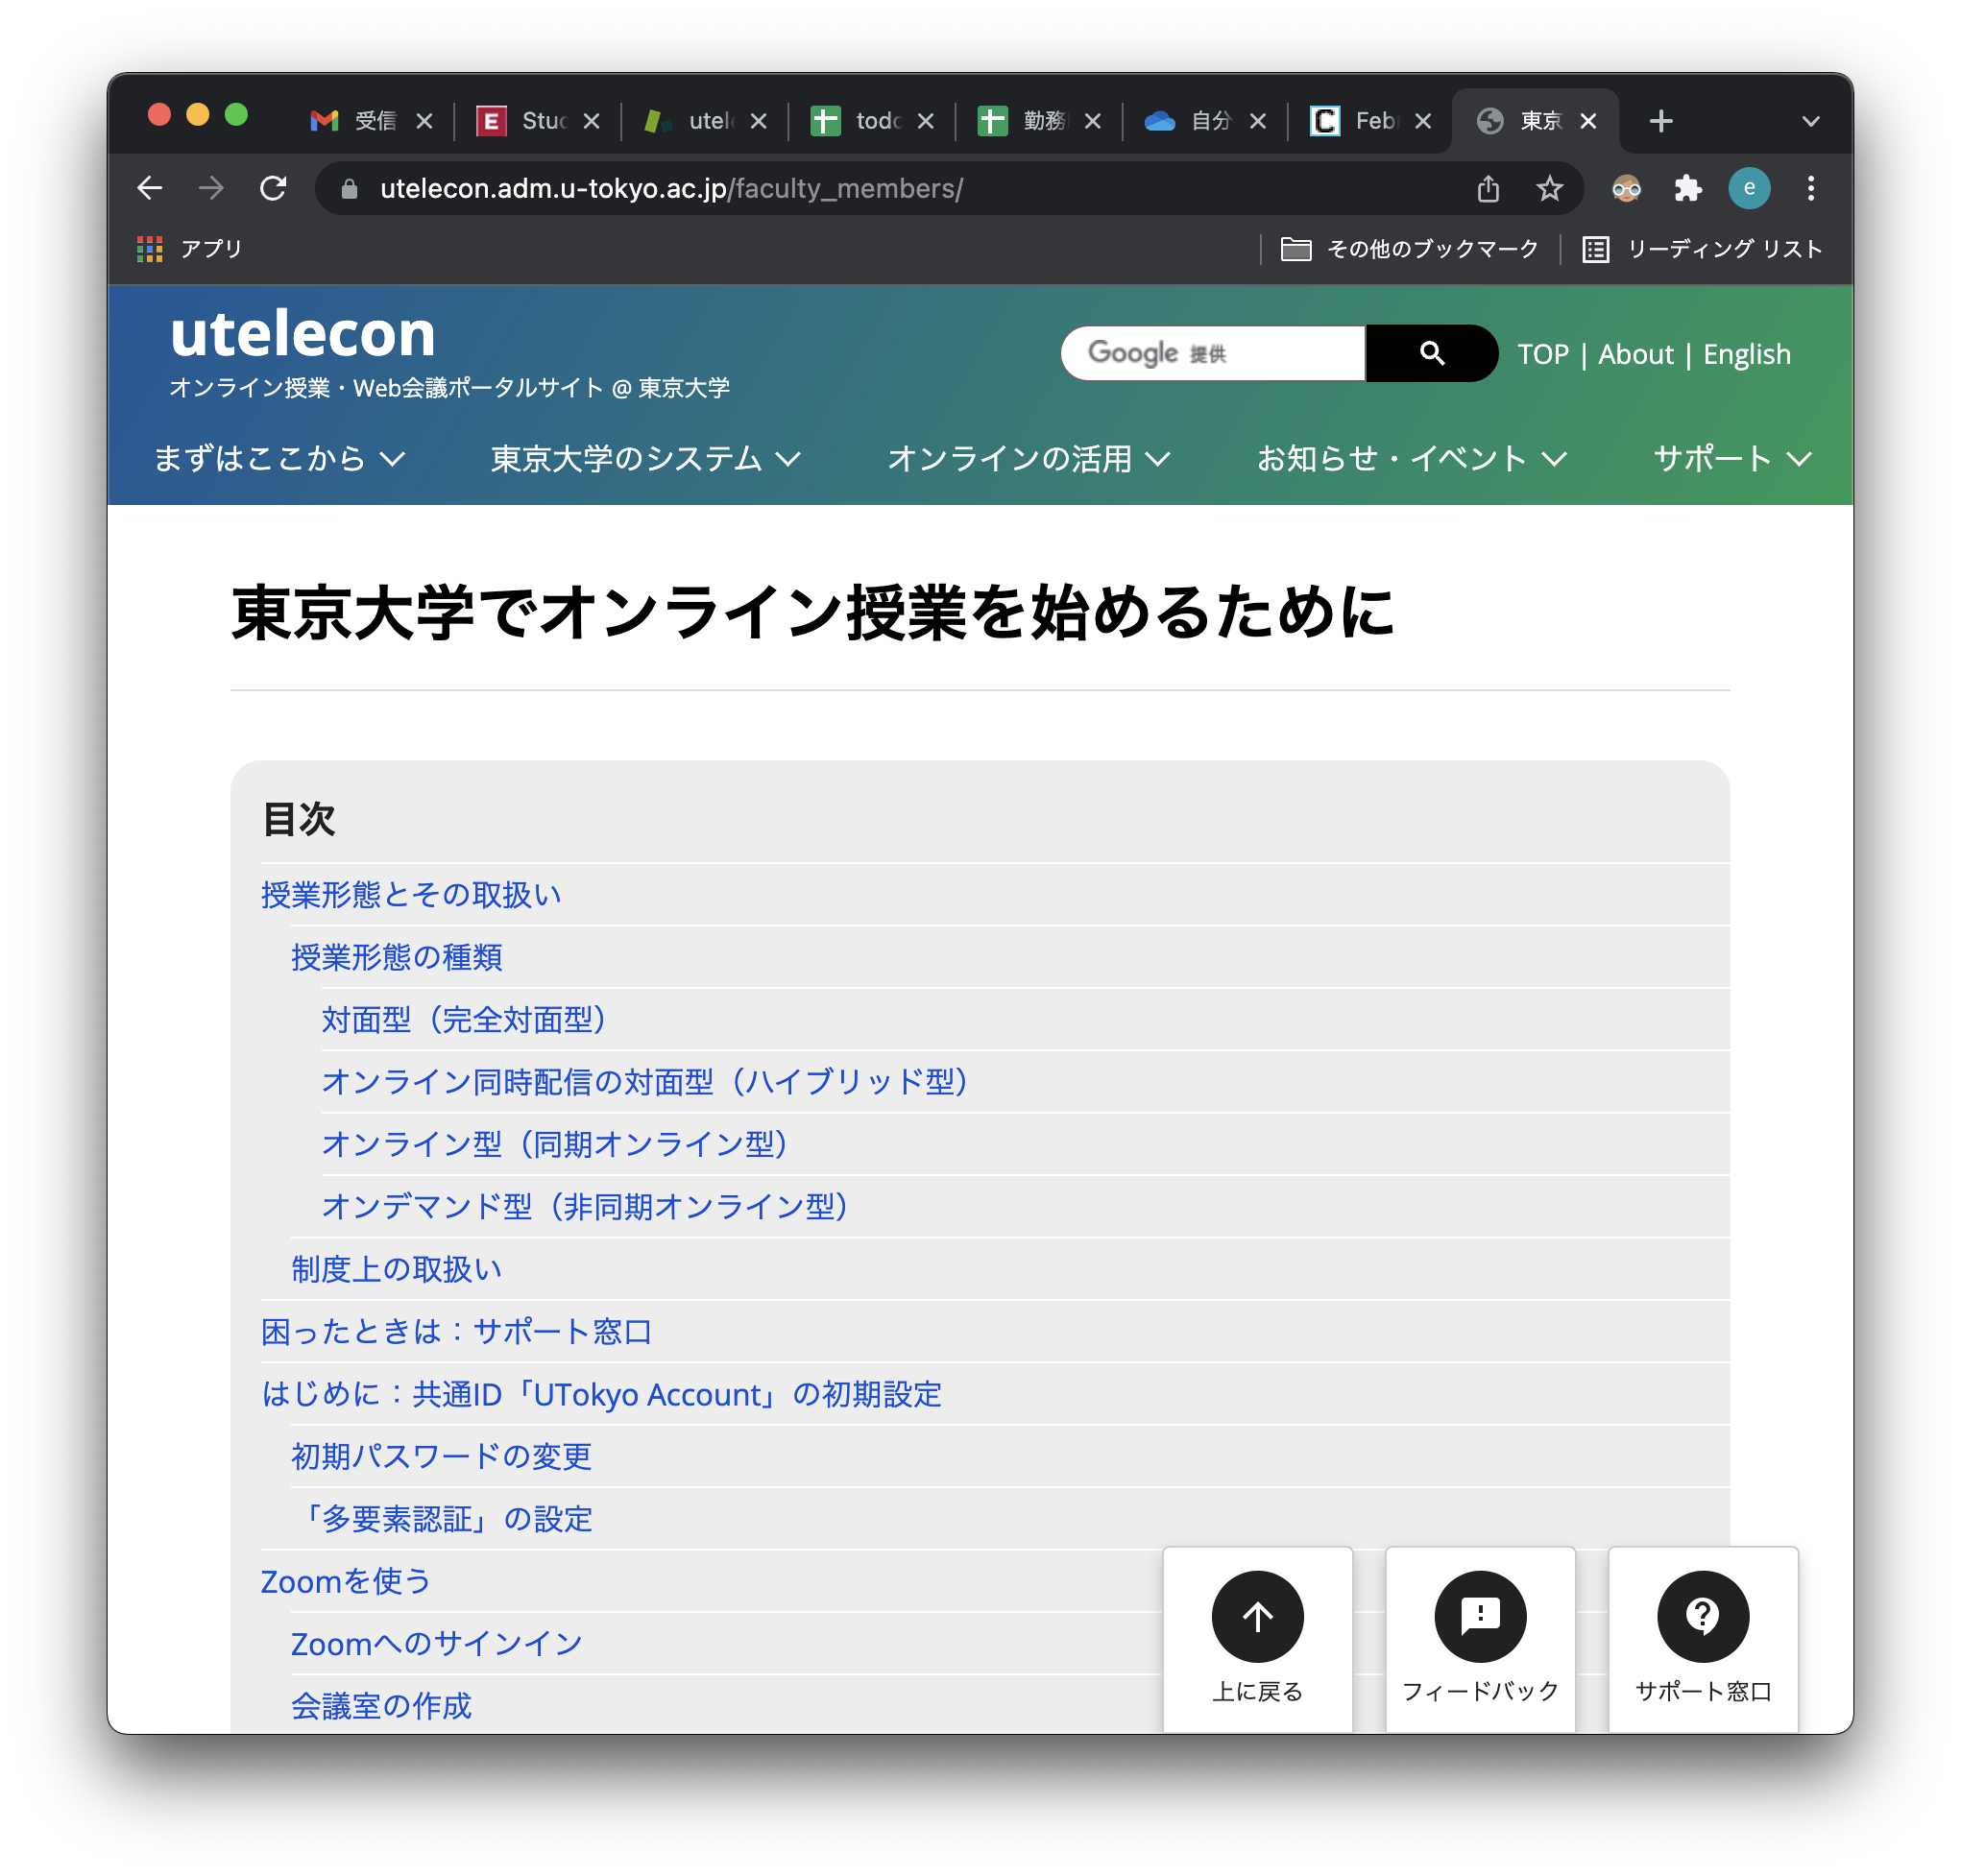 受信
Stud
utele
todo
勤務
自分
Feb
東京
utelecon.adm.u-tokyo.ac.jp/faculty_members/
e
アプリ
その他のブックマーク
リーディング リスト
utelecon
オンライン授業・Web会議ポータルサイト @ 東京大学
Google 提供
TOP | About | English
まずはここから
東京大学のシステム
オンラインの活用
お知らせ・イベント
サポート
東京大学でオンライン授業を始めるために
目次
授業形態とその取扱い
授業形態の種類
対面型（完全対面型）
オンライン同時配信の対面型（ハイブリッド型）
オンライン型（同期オンライン型）
オンデマンド型（非同期オンライン型）
制度上の取扱い
困ったときは：サポート窓口
はじめに：共通ID「UTokyo Account」の初期設定
初期パスワードの変更
「多要素認証」の設定
Zoomを使う
Zoomへのサインイン
会議室の作成
上に戻る
フィードバック
サポート窓口